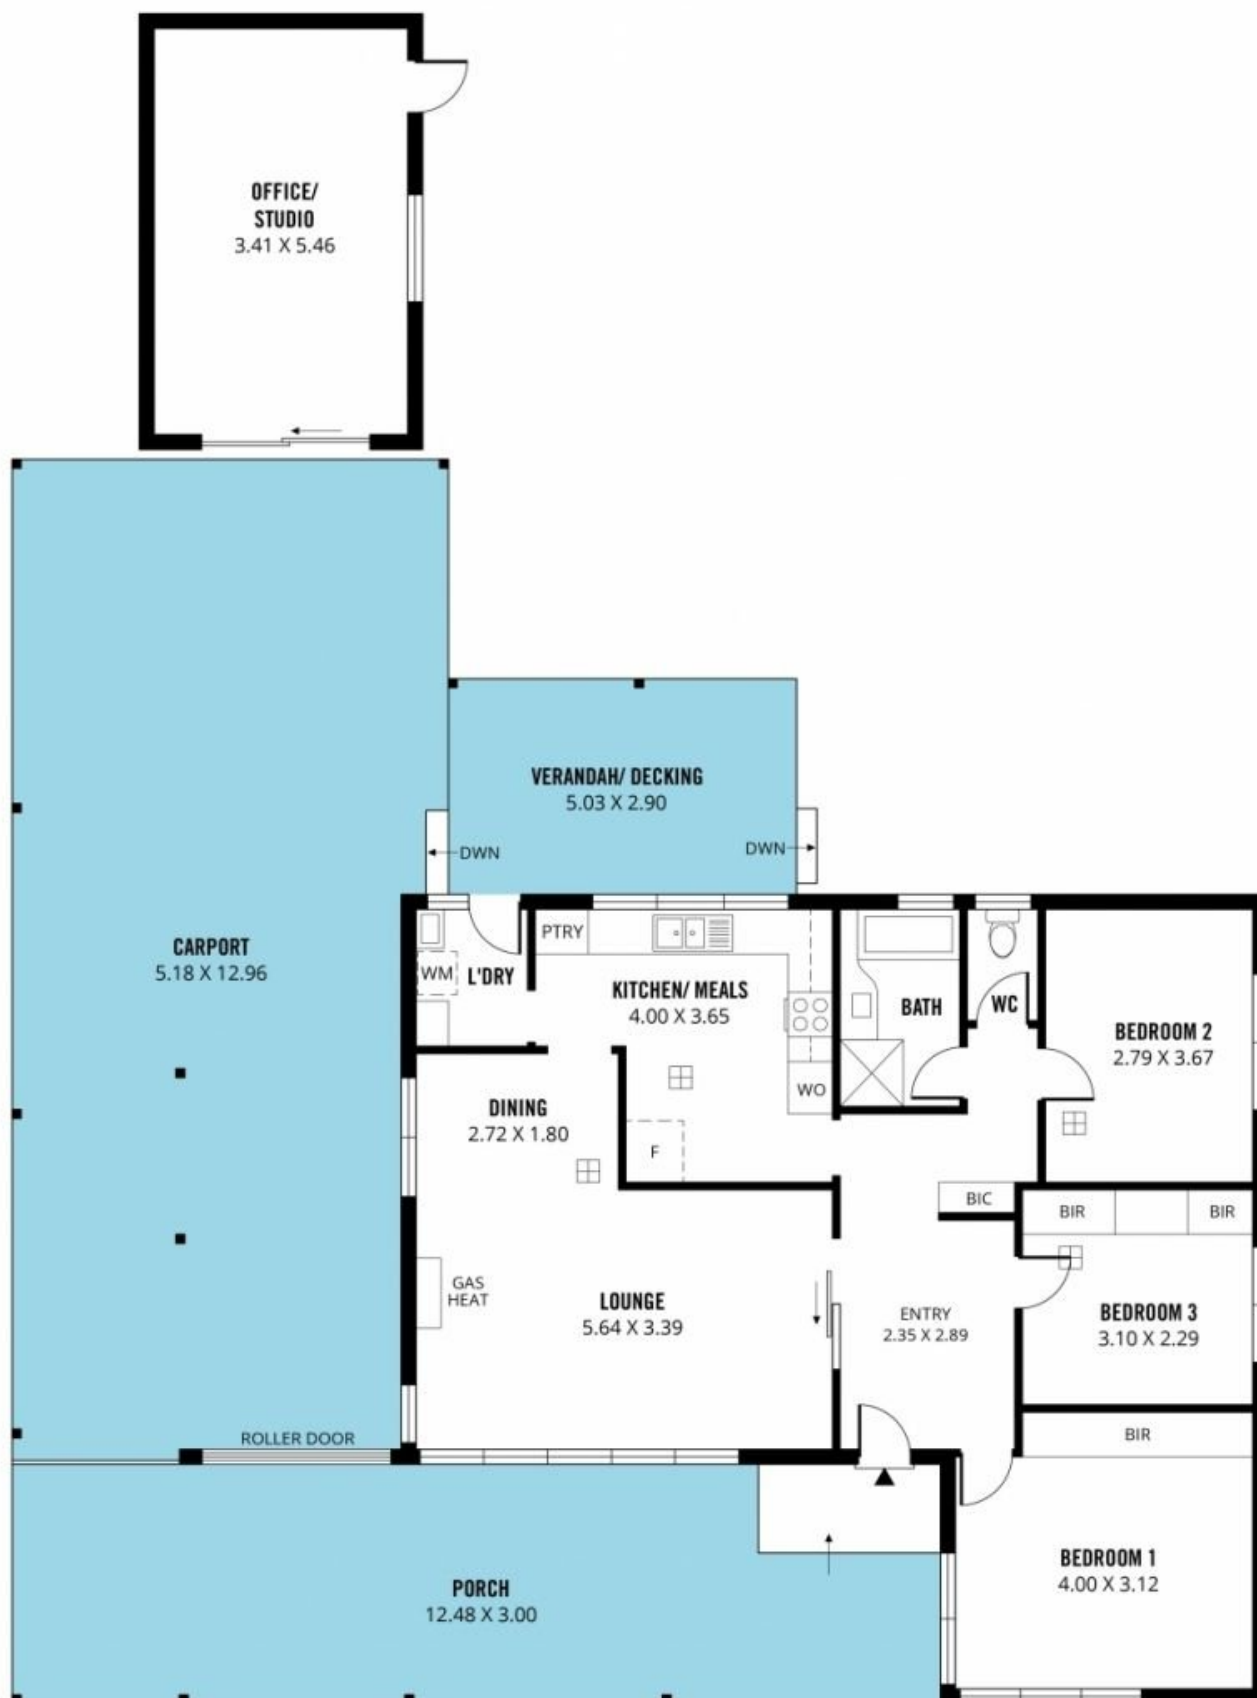 OFFICE/
STUDIO
3.41 X 5.46
VERANDAH/ DECKING
5.03 X 2.90
DWN
DWN
CARPORT
5.18 X 12.96
PTRY
WM
L'DRY
KITCHEN/ MEALS
4.00 X 3.65
BATH
WC
BEDROOM 2
2.79 X 3.67
WO
DINING
2.72 X 1.80
F
BIC
BIR
BIR
GAS
HEAT
LOUNGE
5.64 X 3.39
ENTRY
2.35 X 2.89
BEDROOM 3
3.10 X 2.29
ROLLER DOOR
BIR
BEDROOM 1
4.00 X 3.12
PORCH
12.48 X 3.00